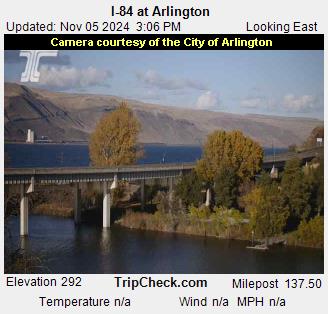 I-84 at Arlington
Updated: Nov 05 2024 3:06 PM Looking East
Camera courtesy of the City of Arlington
Elevation 292 TripCheck.com Milepost 137.50
Temperature n/a Wind n/a MPH n/a